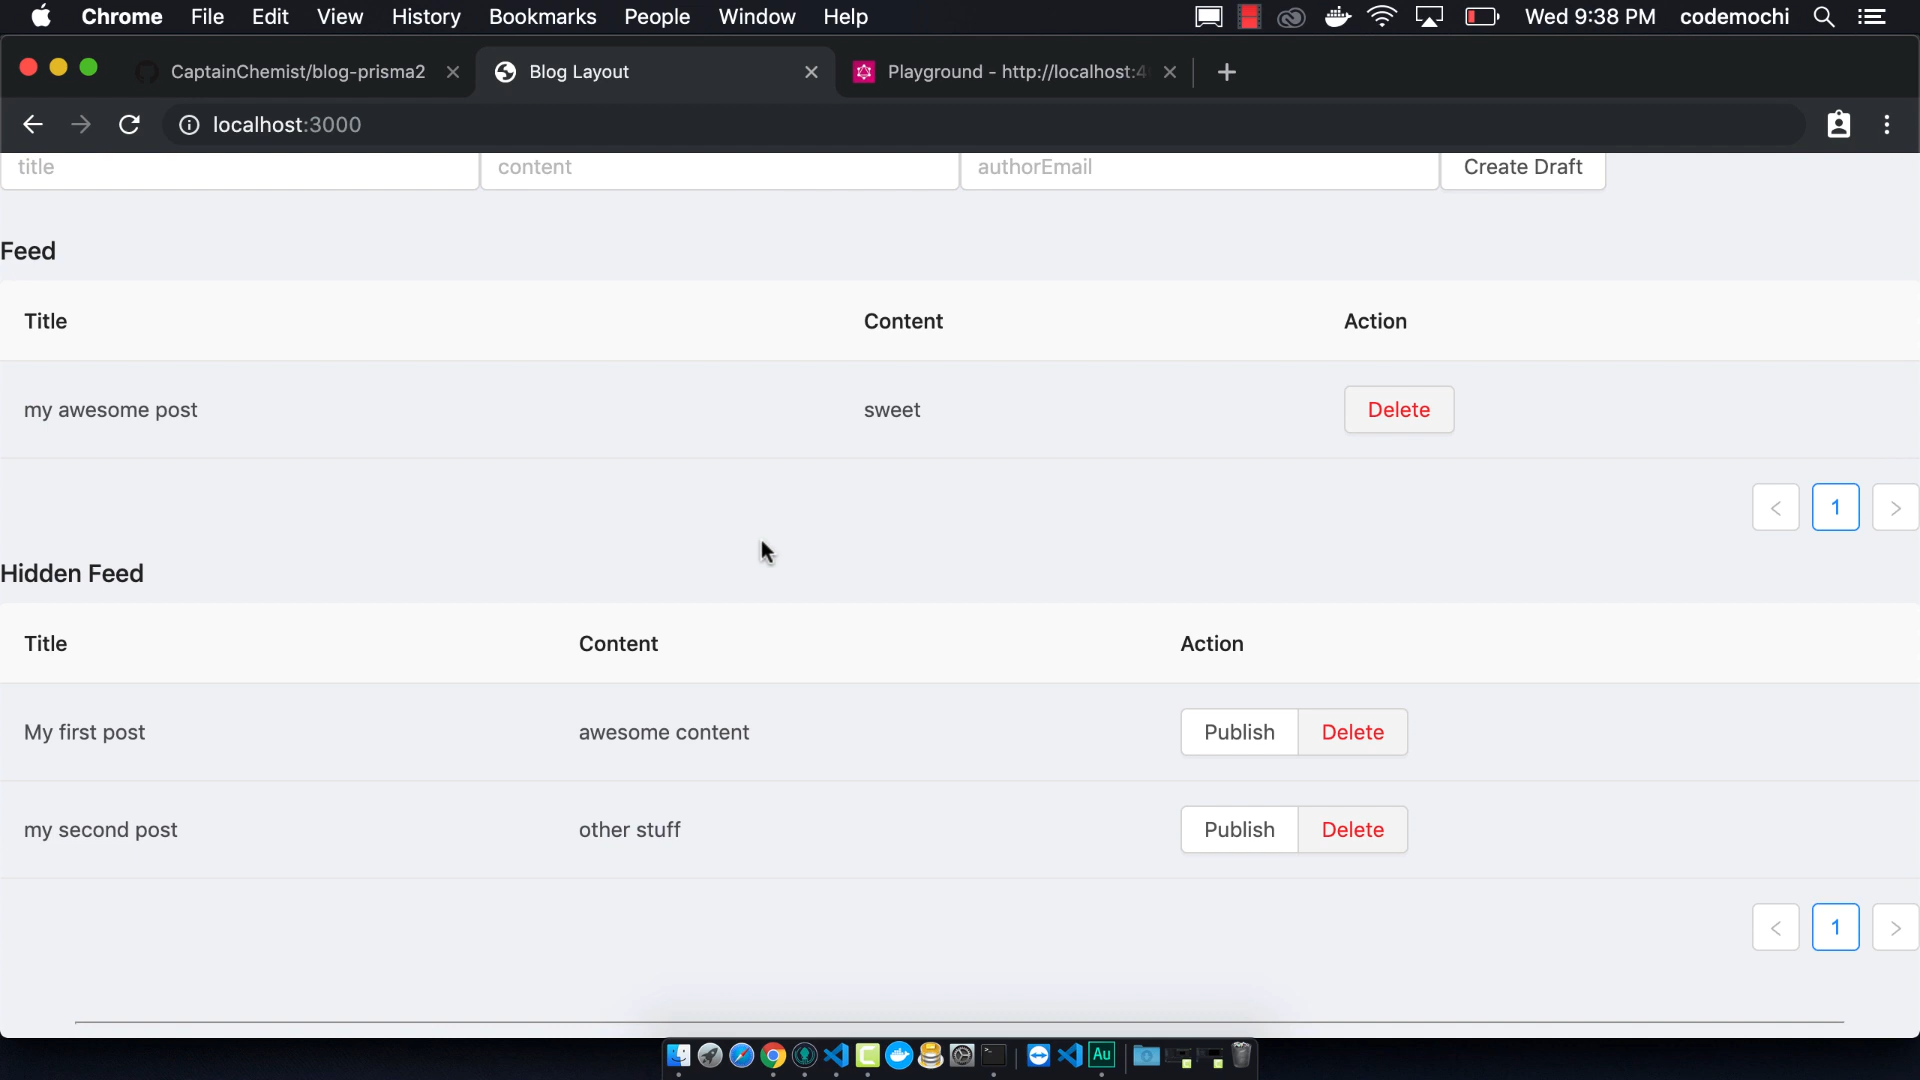 Chrome File Edit View History Bookmarks People Window Help Wed 9:38 PM codemochi
CaptainChemist/blog-prisma2 Blog Layout Playground - http://localhost:4
localhost:3000
title content authorEmail Create Draft
Feed
Title Content Action
my awesome post sweet Delete
< 1 >
Hidden Feed
Title Content Action
My first post awesome content Publish Delete
my second post other stuff Publish Delete
< 1 >
Au